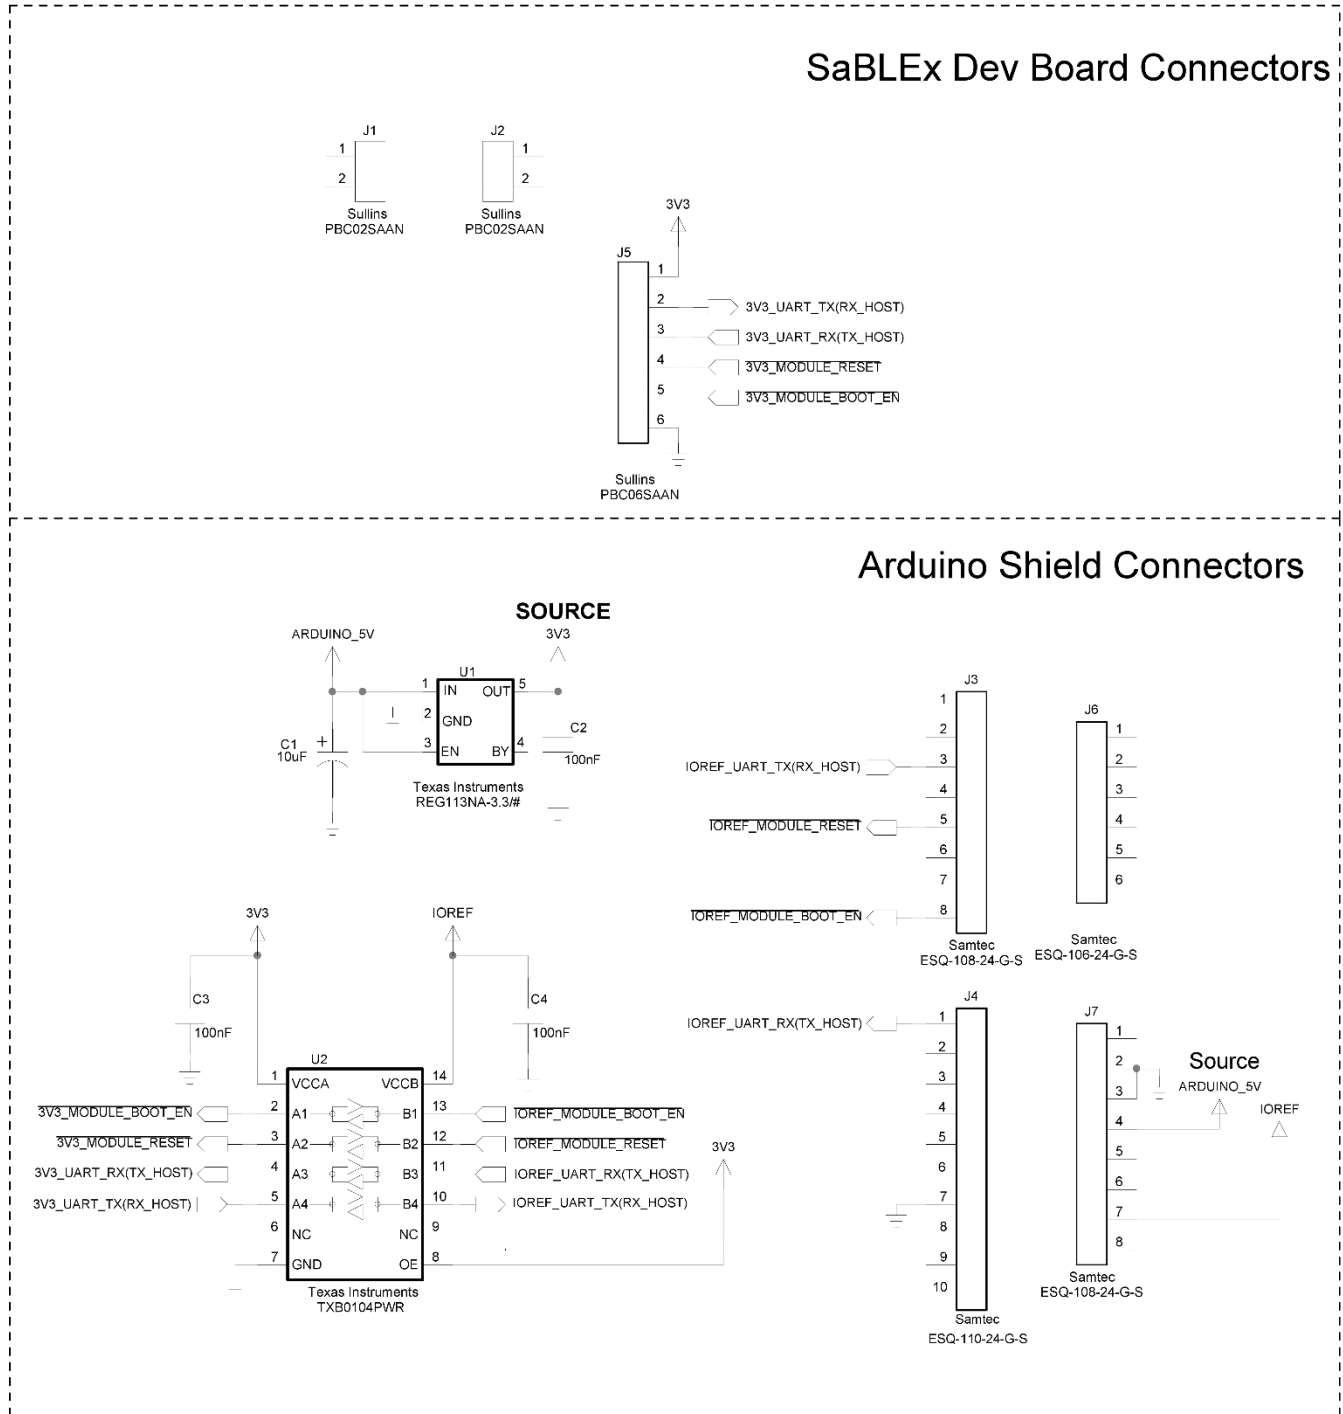 SaBLEx Dev Board Connectors
J1
1
2
Sullins
PBC02SAAN
J2
1
2
Sullins
PBC02SAAN
3V3
J5
1
2
3
4
5
6
3V3_UART_TX(RX_HOST)
3V3_UART_RX(TX_HOST)
3V3_MODULE_RESET
3V3_MODULE_BOOT_EN
Sullins
PBC06SAAN
Arduino Shield Connectors
SOURCE
ARDUINO_5V
3V3
U1
1 IN OUT 5
2 GND
3 EN BY 4
C1
+
10uF
C2
100nF
Texas Instruments
REG113NA-3.3/#
J3
1
2
IOREF_UART_TX(RX_HOST) 3
4
IOREF_MODULE_RESET 5
6
7
IOREF_MODULE_BOOT_EN 8
Samtec
ESQ-108-24-G-S
J6
1
2
3
4
5
6
Samtec
ESQ-106-24-G-S
3V3
IOREF
C3
100nF
C4
100nF
U2
1 VCCA VCCB 14
3V3_MODULE_BOOT_EN 2 A1 B1 13 IOREF_MODULE_BOOT_EN
3V3_MODULE_RESET 3 A2 B2 12 IOREF_MODULE_RESET
3V3_UART_RX(TX_HOST) 4 A3 B3 11 IOREF_UART_RX(TX_HOST)
3V3_UART_TX(RX_HOST) 5 A4 B4 10 IOREF_UART_TX(RX_HOST)
6 NC NC 9
7 GND OE 8
3V3
Texas Instruments
TXB0104PWR
J4
IOREF_UART_RX(TX_HOST) 1
2
3
4
5
6
7
8
9
10
Samtec
ESQ-110-24-G-S
J7
1
2
3
4
5
6
7
8
Source
ARDUINO_5V
IOREF
Samtec
ESQ-108-24-G-S